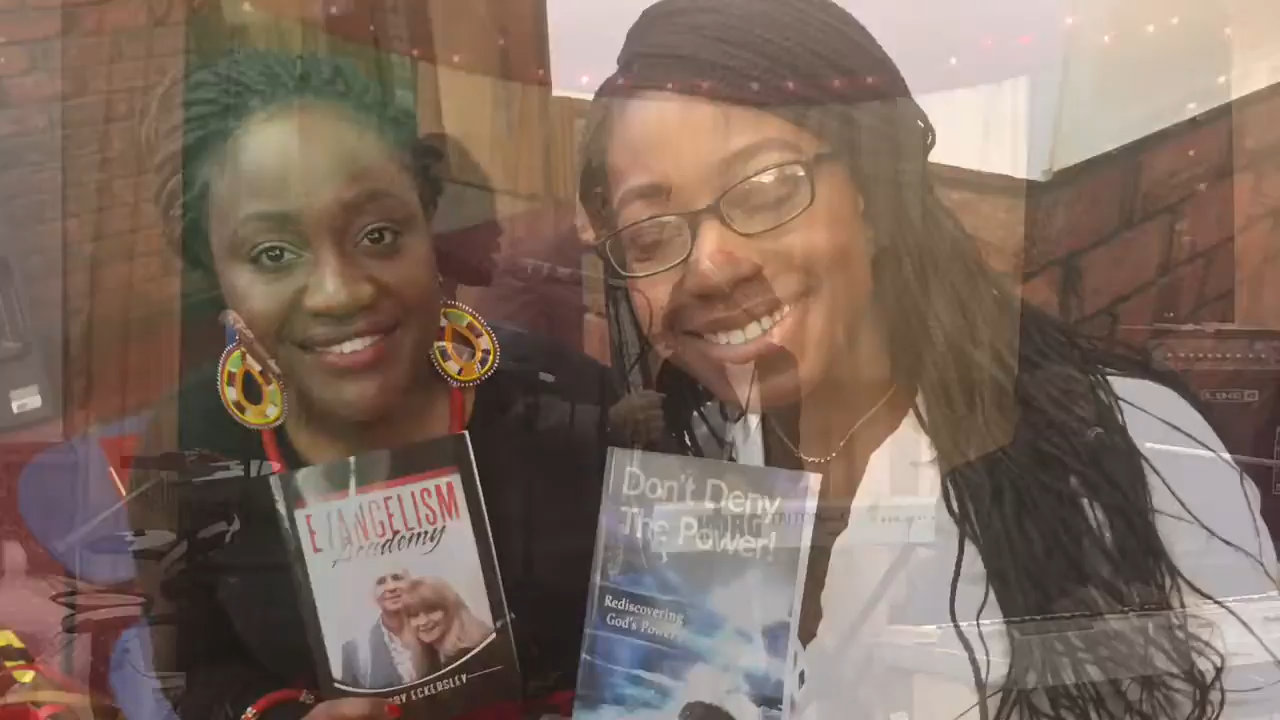 EVANGELISM
Academy
ECKERSLEY
Don't Deny
The Power!
Rediscovering
God's Power
LINE 6